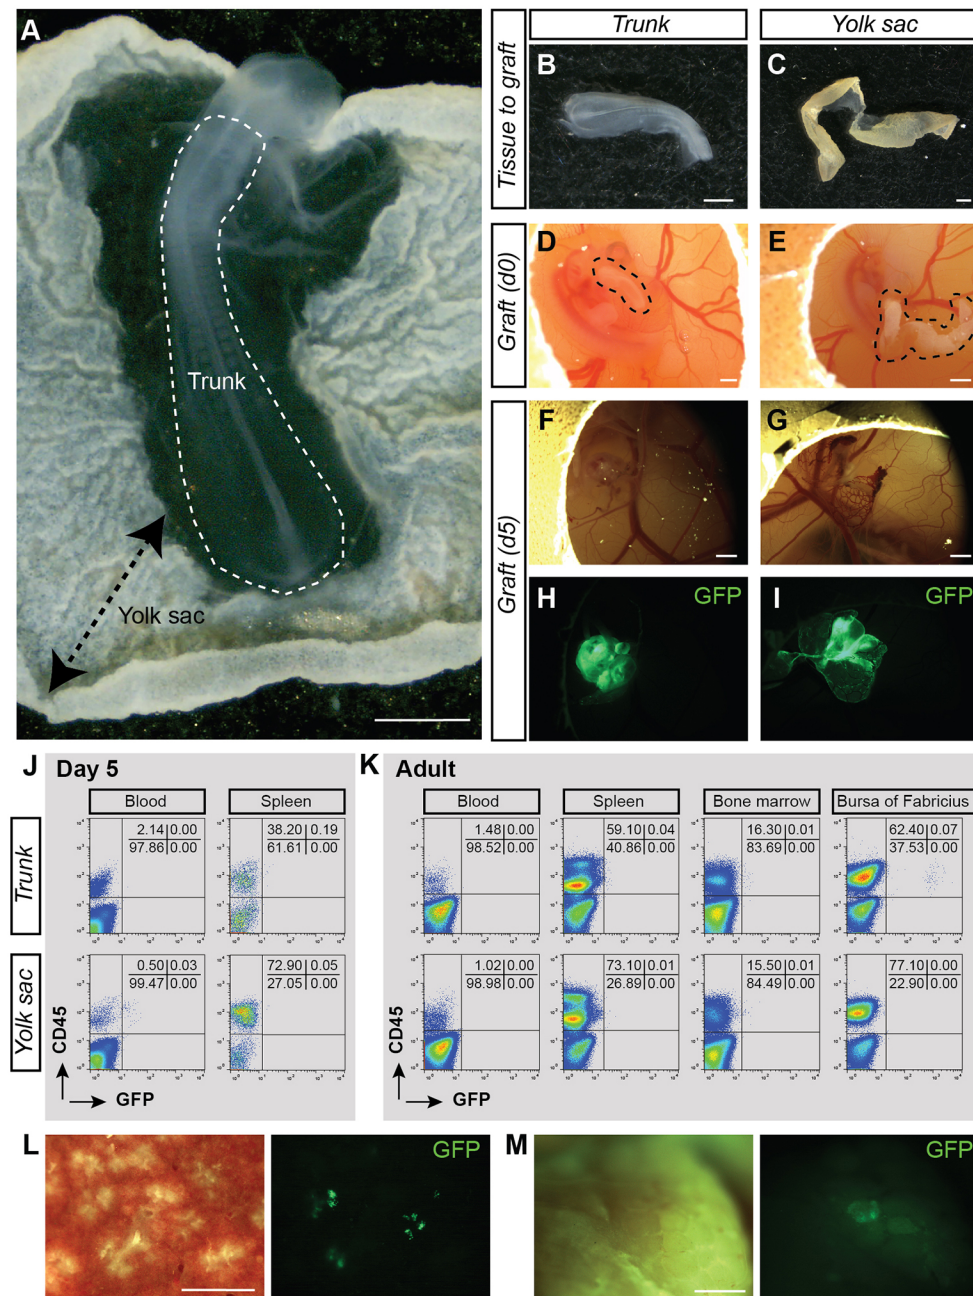 A
Trunk
Yolk sac
Tissue to graft
Trunk
Yolk sac
B
C
Graft (d0)
D
E
Graft (d5)
F
G
H
GFP
I
GFP
J
Day 5
Blood
Spleen
K
Adult
Blood
Spleen
Bone marrow
Bursa of Fabricius
Trunk
2.14 0.00
97.86 0.00
38.20 0.19
61.61 0.00
1.48 0.00
98.52 0.00
59.10 0.04
40.86 0.00
16.30 0.01
83.69 0.00
62.40 0.07
37.53 0.00
Yolk sac
0.50 0.03
99.47 0.00
72.90 0.05
27.05 0.00
1.02 0.00
98.98 0.00
73.10 0.01
26.89 0.00
15.50 0.01
84.49 0.00
77.10 0.00
22.90 0.00
CD45
GFP
CD45
GFP
L
GFP
M
GFP